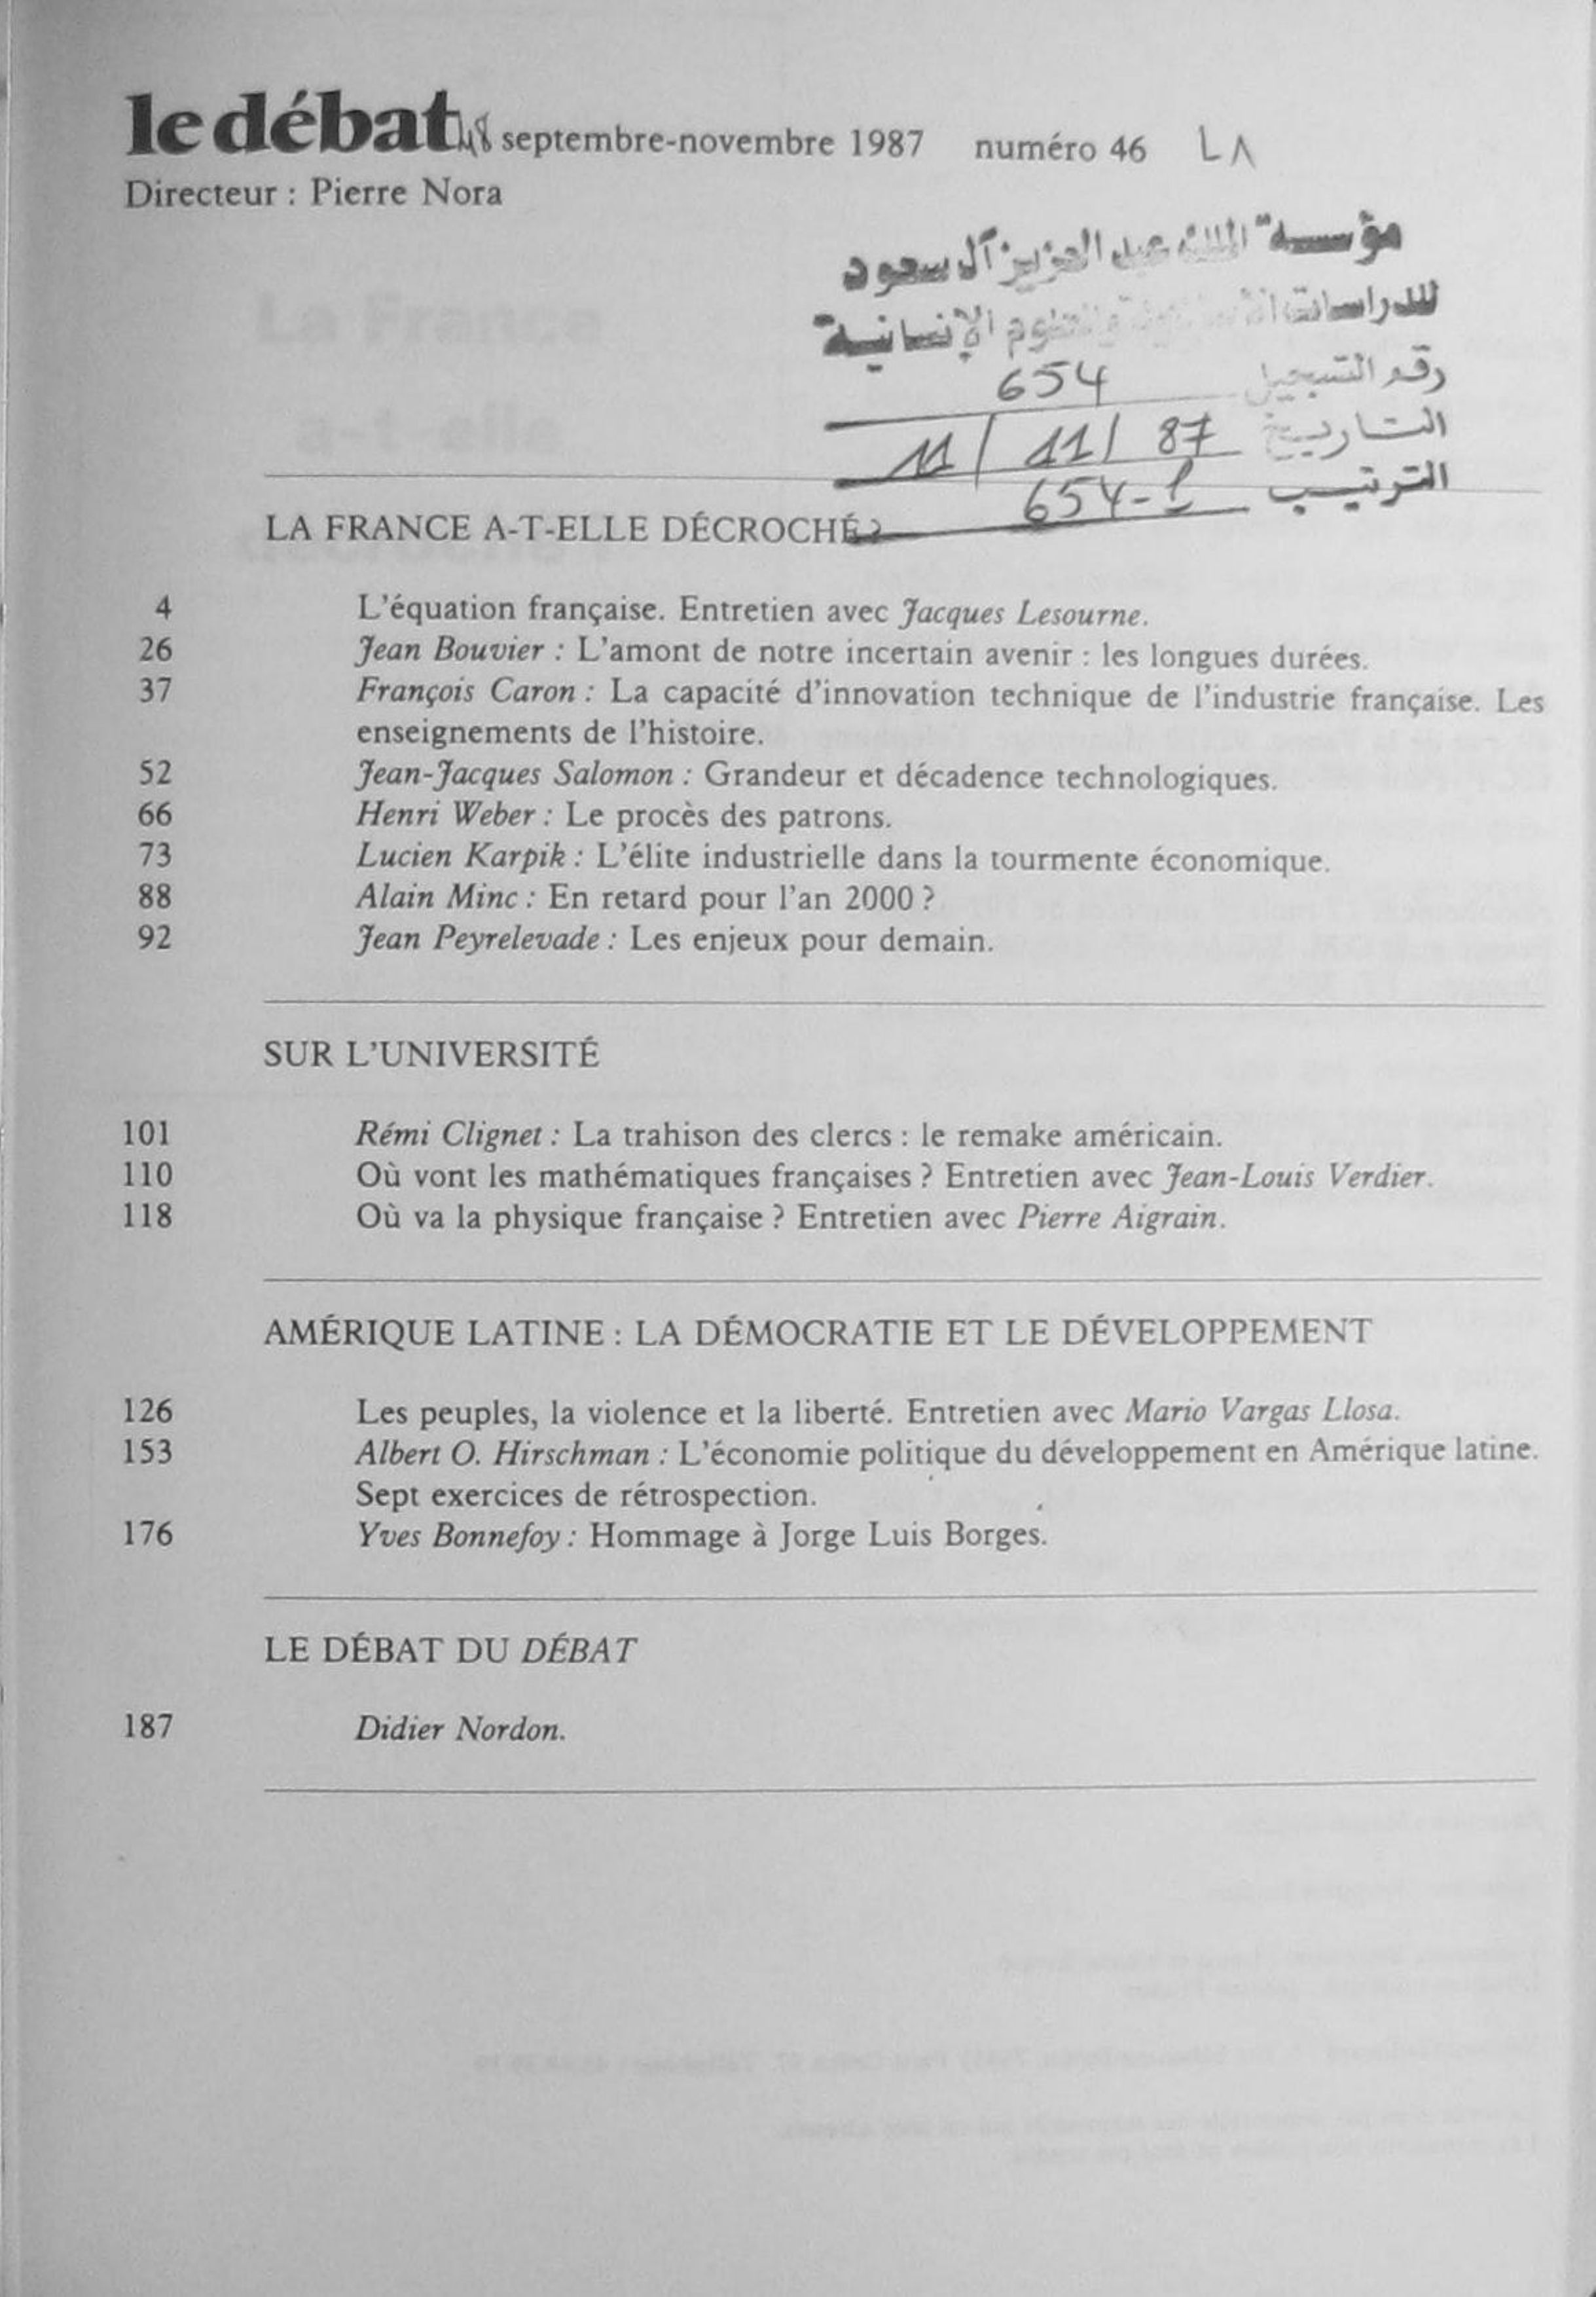 le débat septembre-novembre 1987 numéro 46
Directeur : Pierre Nora
مؤسسة الملك عبد العزيز آل سعود
للدراسات الإسلامية والعلوم الإنسانية
رقم التسجيل 654
التاريخ 11/11/87
الترتيب 654-1
LA FRANCE A-T-ELLE DÉCROCHÉ ?
4 L'équation française. Entretien avec Jacques Lesourne.
26 Jean Bouvier : L'amont de notre incertain avenir : les longues durées.
37 François Caron : La capacité d'innovation technique de l'industrie française. Les
enseignements de l'histoire.
52 Jean-Jacques Salomon : Grandeur et décadence technologiques.
66 Henri Weber : Le procès des patrons.
73 Lucien Karpik : L'élite industrielle dans la tourmente économique.
88 Alain Minc : En retard pour l'an 2000 ?
92 Jean Peyrelevade : Les enjeux pour demain.
SUR L'UNIVERSITÉ
101 Rémi Clignet : La trahison des clercs : le remake américain.
110 Où vont les mathématiques françaises ? Entretien avec Jean-Louis Verdier.
118 Où va la physique française ? Entretien avec Pierre Aigrain.
AMÉRIQUE LATINE : LA DÉMOCRATIE ET LE DÉVELOPPEMENT
126 Les peuples, la violence et la liberté. Entretien avec Mario Vargas Llosa.
153 Albert O. Hirschman : L'économie politique du développement en Amérique latine.
Sept exercices de rétrospection.
176 Yves Bonnefoy : Hommage à Jorge Luis Borges.
LE DÉBAT DU DÉBAT
187 Didier Nordon.